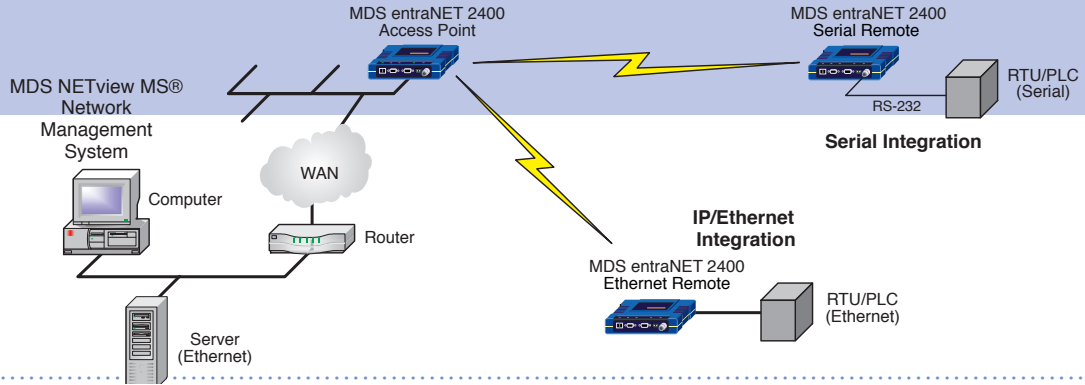 MDS entraNET 2400
Access Point
MDS entraNET 2400
Serial Remote
MDS NETview MS®
Network
Management
System
RTU/PLC
(Serial)
RS-232
Serial Integration
WAN
Computer
Router
IP/Ethernet
Integration
MDS entraNET 2400
Ethernet Remote
RTU/PLC
(Ethernet)
Server
(Ethernet)